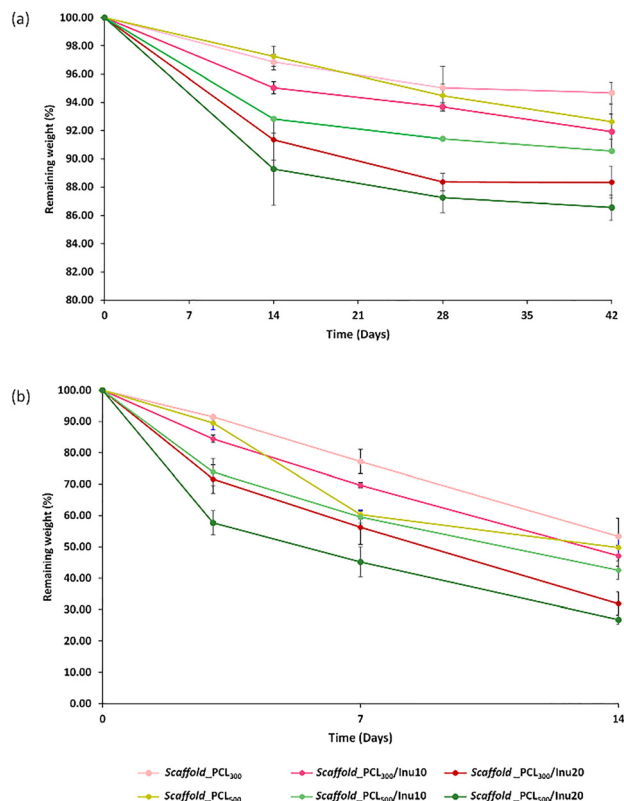 (a)
100.00
98.00
96.00
94.00
92.00
90.00
88.00
86.00
84.00
82.00
80.00
Remaining weight (%)
0 7 14 21 28 35 42
Time (Days)
(b)
100.00
90.00
80.00
70.00
60.00
50.00
40.00
30.00
20.00
10.00
0.00
Remaining weight (%)
0 7 14
Time (Days)
Scaffold_PCL300 Scaffold_PCL300/Inu10 Scaffold_PCL300/Inu20
Scaffold_PCL500 Scaffold_PCL500/Inu10 Scaffold_PCL500/Inu20